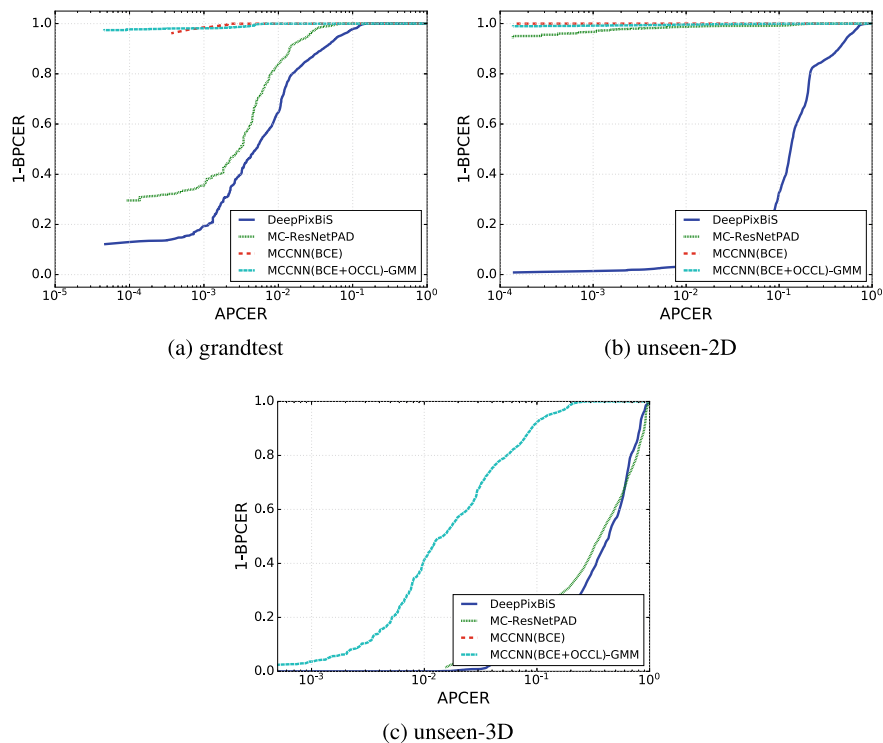 1.0
0.8
0.6
0.4
0.2
0.0
1-BPCER
10^-5
10^-4
10^-3
10^-2
10^-1
10^0
APCER
DeepPixBiS
MC-ResNetPAD
MCCNN(BCE)
MCCNN(BCE+OCCL)-GMM
(a) grandtest
1.0
0.8
0.6
0.4
0.2
0.0
1-BPCER
10^-3
10^-2
10^-1
10^0
APCER
DeepPixBiS
MC-ResNetPAD
MCCNN(BCE)
MCCNN(BCE+OCCL)-GMM
(b) unseen-2D
1.0
0.8
0.6
0.4
0.2
0.0
1-BPCER
10^-3
10^-2
10^-1
10^0
APCER
DeepPixBiS
MC-ResNetPAD
MCCNN(BCE)
MCCNN(BCE+OCCL)-GMM
(c) unseen-3D